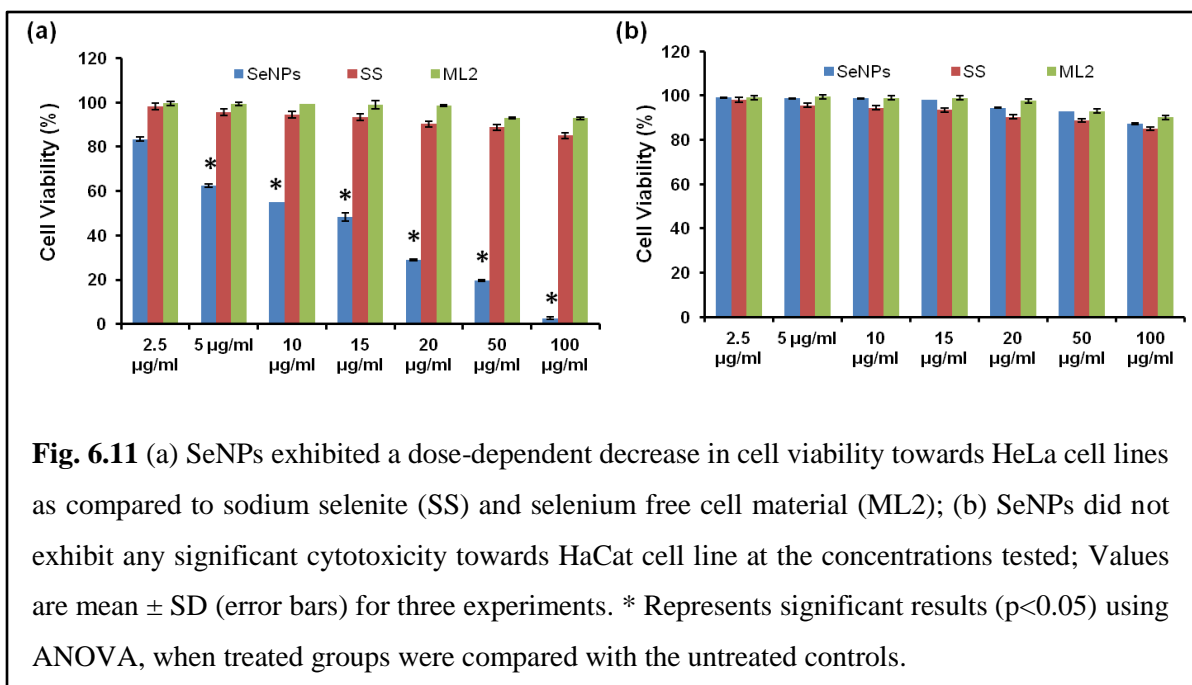 (a)
120
100
80
60
40
20
0
Cell Viability (%)
SeNPs SS ML2
* * * * * *
2.5 5 µg/ml 10 15 20 50 100
µg/ml µg/ml µg/ml µg/ml µg/ml µg/ml
(b)
120
100
80
60
40
20
0
Cell Viability (%)
SeNPs SS ML2
2.5 5 µg/ml 10 15 20 50 100
µg/ml µg/ml µg/ml µg/ml µg/ml µg/ml
Fig. 6.11 (a) SeNPs exhibited a dose-dependent decrease in cell viability towards HeLa cell lines
as compared to sodium selenite (SS) and selenium free cell material (ML2); (b) SeNPs did not
exhibit any significant cytotoxicity towards HaCat cell line at the concentrations tested; Values
are mean ± SD (error bars) for three experiments. * Represents significant results (p<0.05) using
ANOVA, when treated groups were compared with the untreated controls.